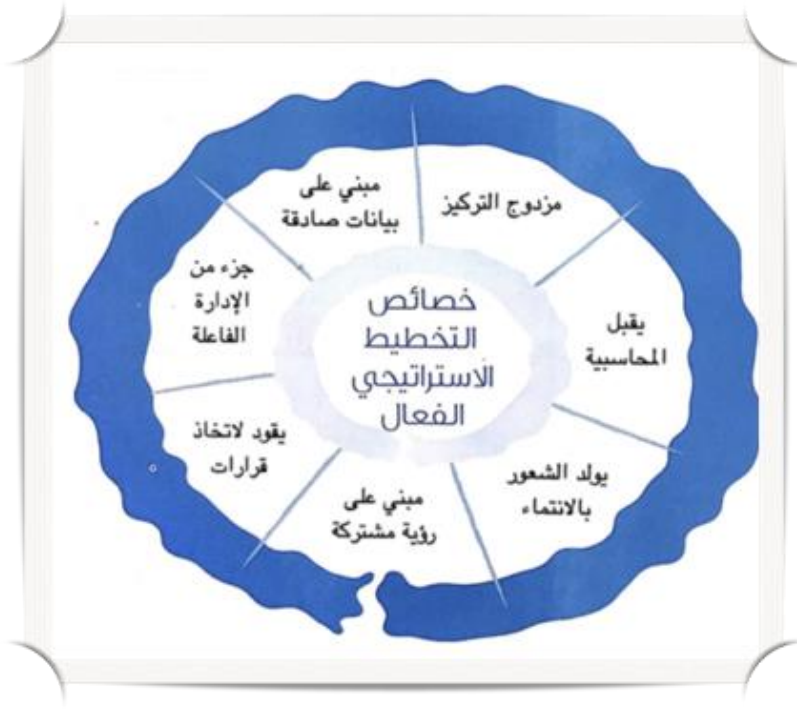 خصائص
التخطيط
الاستراتيجي
الفعال
مزدوج التركيز
يقبل
المحاسبية
يولد الشعور
بالانتماء
مبني على
رؤية مشتركة
يقود لاتخاذ
قرارات
جزء من
الإدارة
الفاعلة
مبني على
بيانات صادقة